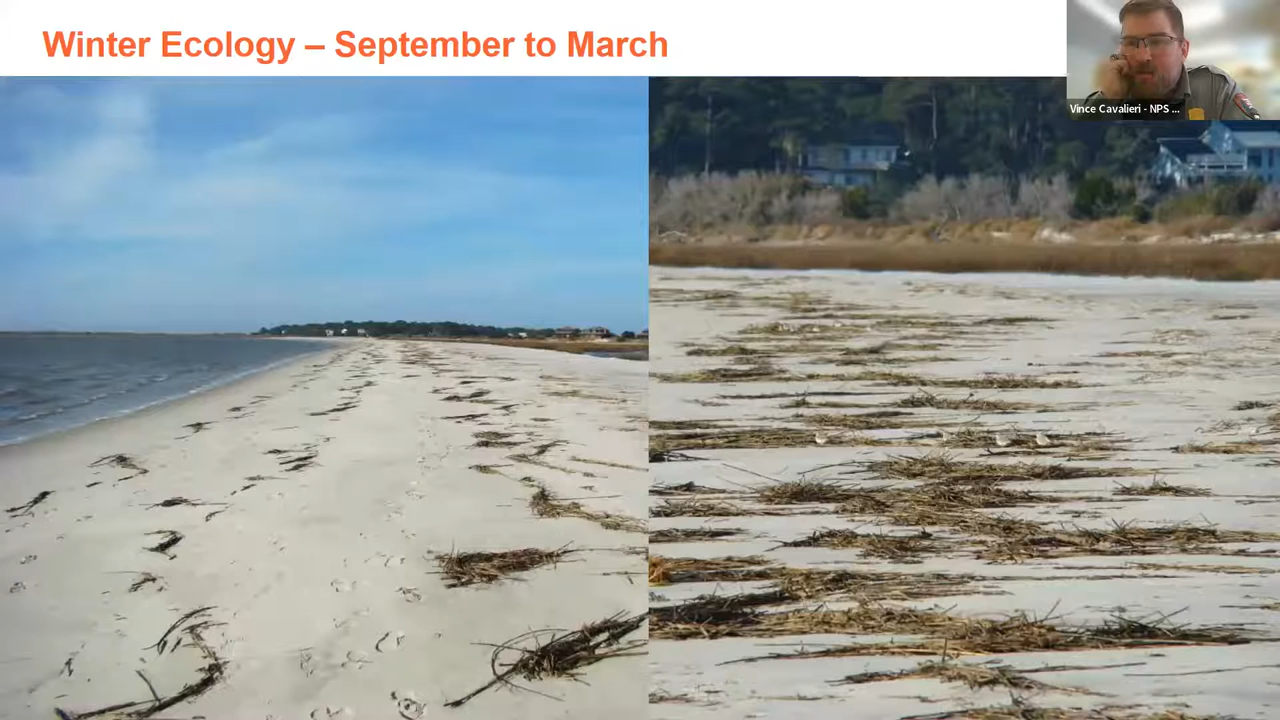 Winter Ecology – September to March
Vince Cavalieri - NPS ...